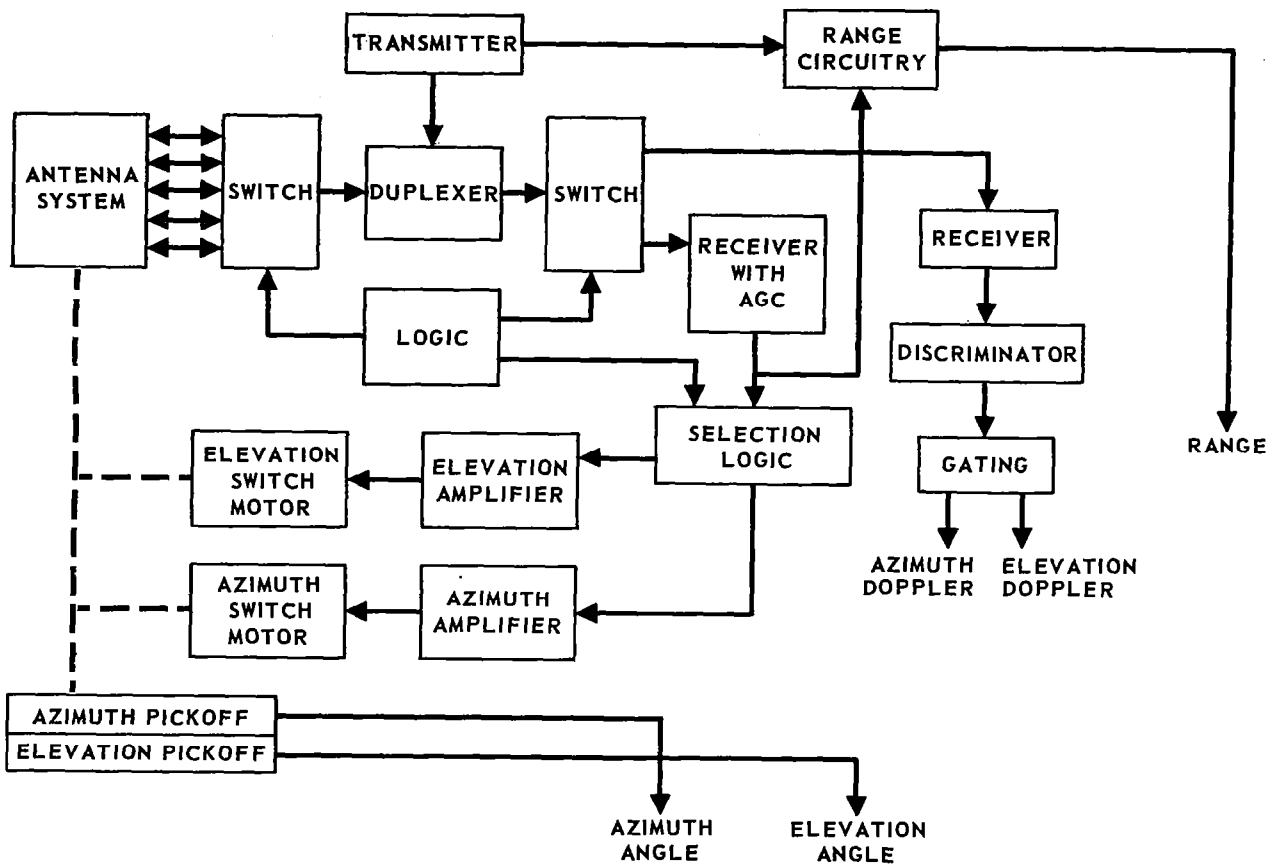 TRANSMITTER
RANGE
CIRCUITRY
ANTENNA
SYSTEM
SWITCH
DUPLEXER
SWITCH
RECEIVER
WITH
AGC
RECEIVER
LOGIC
DISCRIMINATOR
SELECTION
LOGIC
GATING
RANGE
ELEVATION
SWITCH
MOTOR
ELEVATION
AMPLIFIER
AZIMUTH
DOPPLER
ELEVATION
DOPPLER
AZIMUTH
SWITCH
MOTOR
AZIMUTH
AMPLIFIER
AZIMUTH PICKOFF
ELEVATION PICKOFF
AZIMUTH
ANGLE
ELEVATION
ANGLE